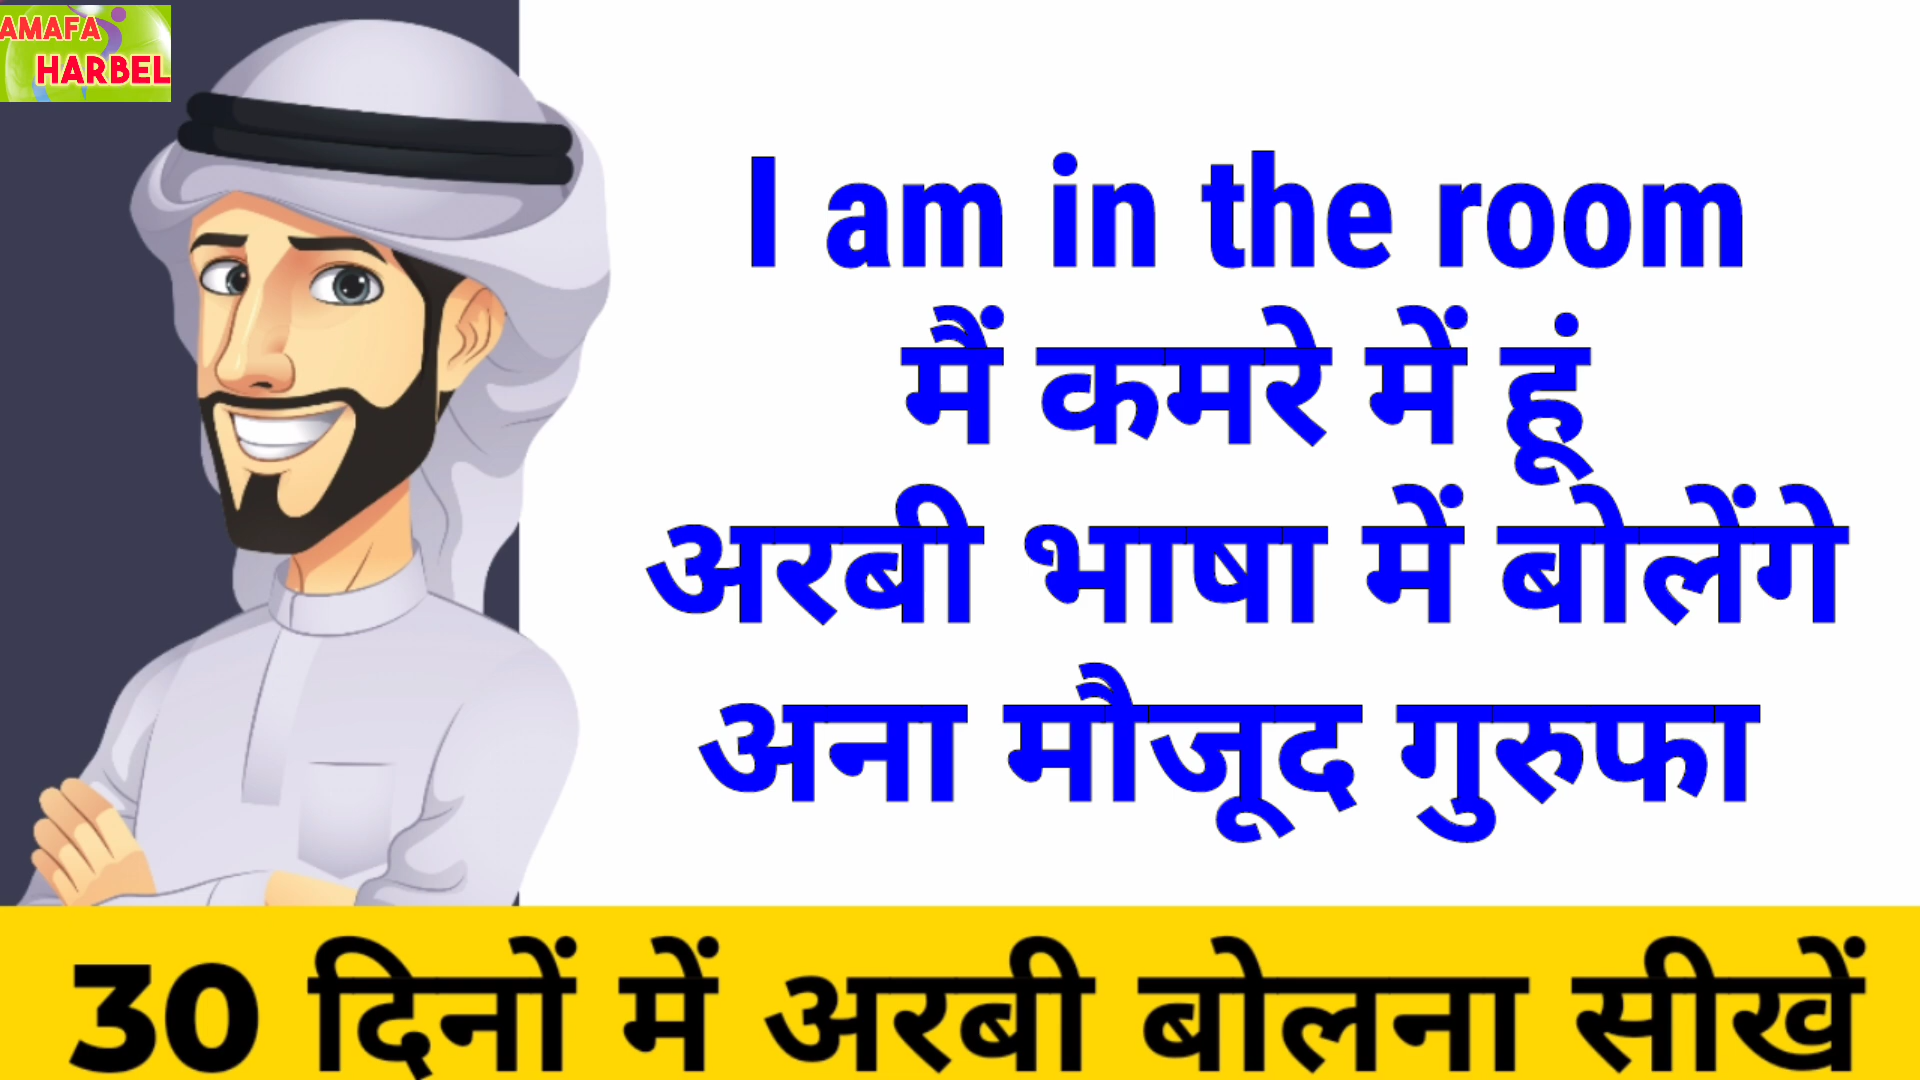 AMAFA
HARBEL
I am in the room
मैं कमरे में हूं
अरबी भाषा में बोलेंगे
अना मौजूद गुरुफा
30 दिनों में अरबी बोलना सीखें